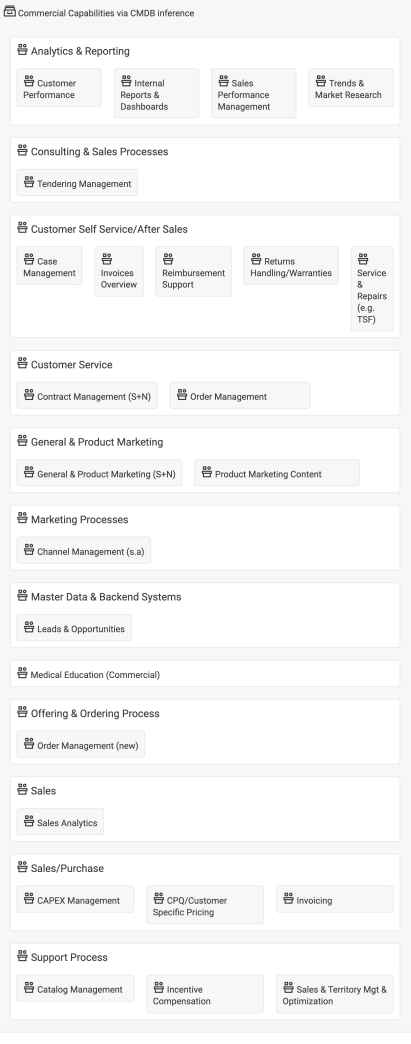 Commercial Capabilities via CMDB inference
Analytics & Reporting
Customer
Performance
Internal
Reports &
Dashboards
Sales
Performance
Management
Trends &
Market Research
Consulting & Sales Processes
Tendering Management
Customer Self Service/After Sales
Case
Management
Invoices
Overview
Reimbursement
Support
Returns
Handling/Warranties
Service
&
Repairs
(e.g.
TSF)
Customer Service
Contract Management (S+N)
Order Management
General & Product Marketing
General & Product Marketing (S+N)
Product Marketing Content
Marketing Processes
Channel Management (s.a)
Master Data & Backend Systems
Leads & Opportunities
Medical Education (Commercial)
Offering & Ordering Process
Order Management (new)
Sales
Sales Analytics
Sales/Purchase
CAPEX Management
CPQ/Customer
Specific Pricing
Invoicing
Support Process
Catalog Management
Incentive
Compensation
Sales & Territory Mgt &
Optimization